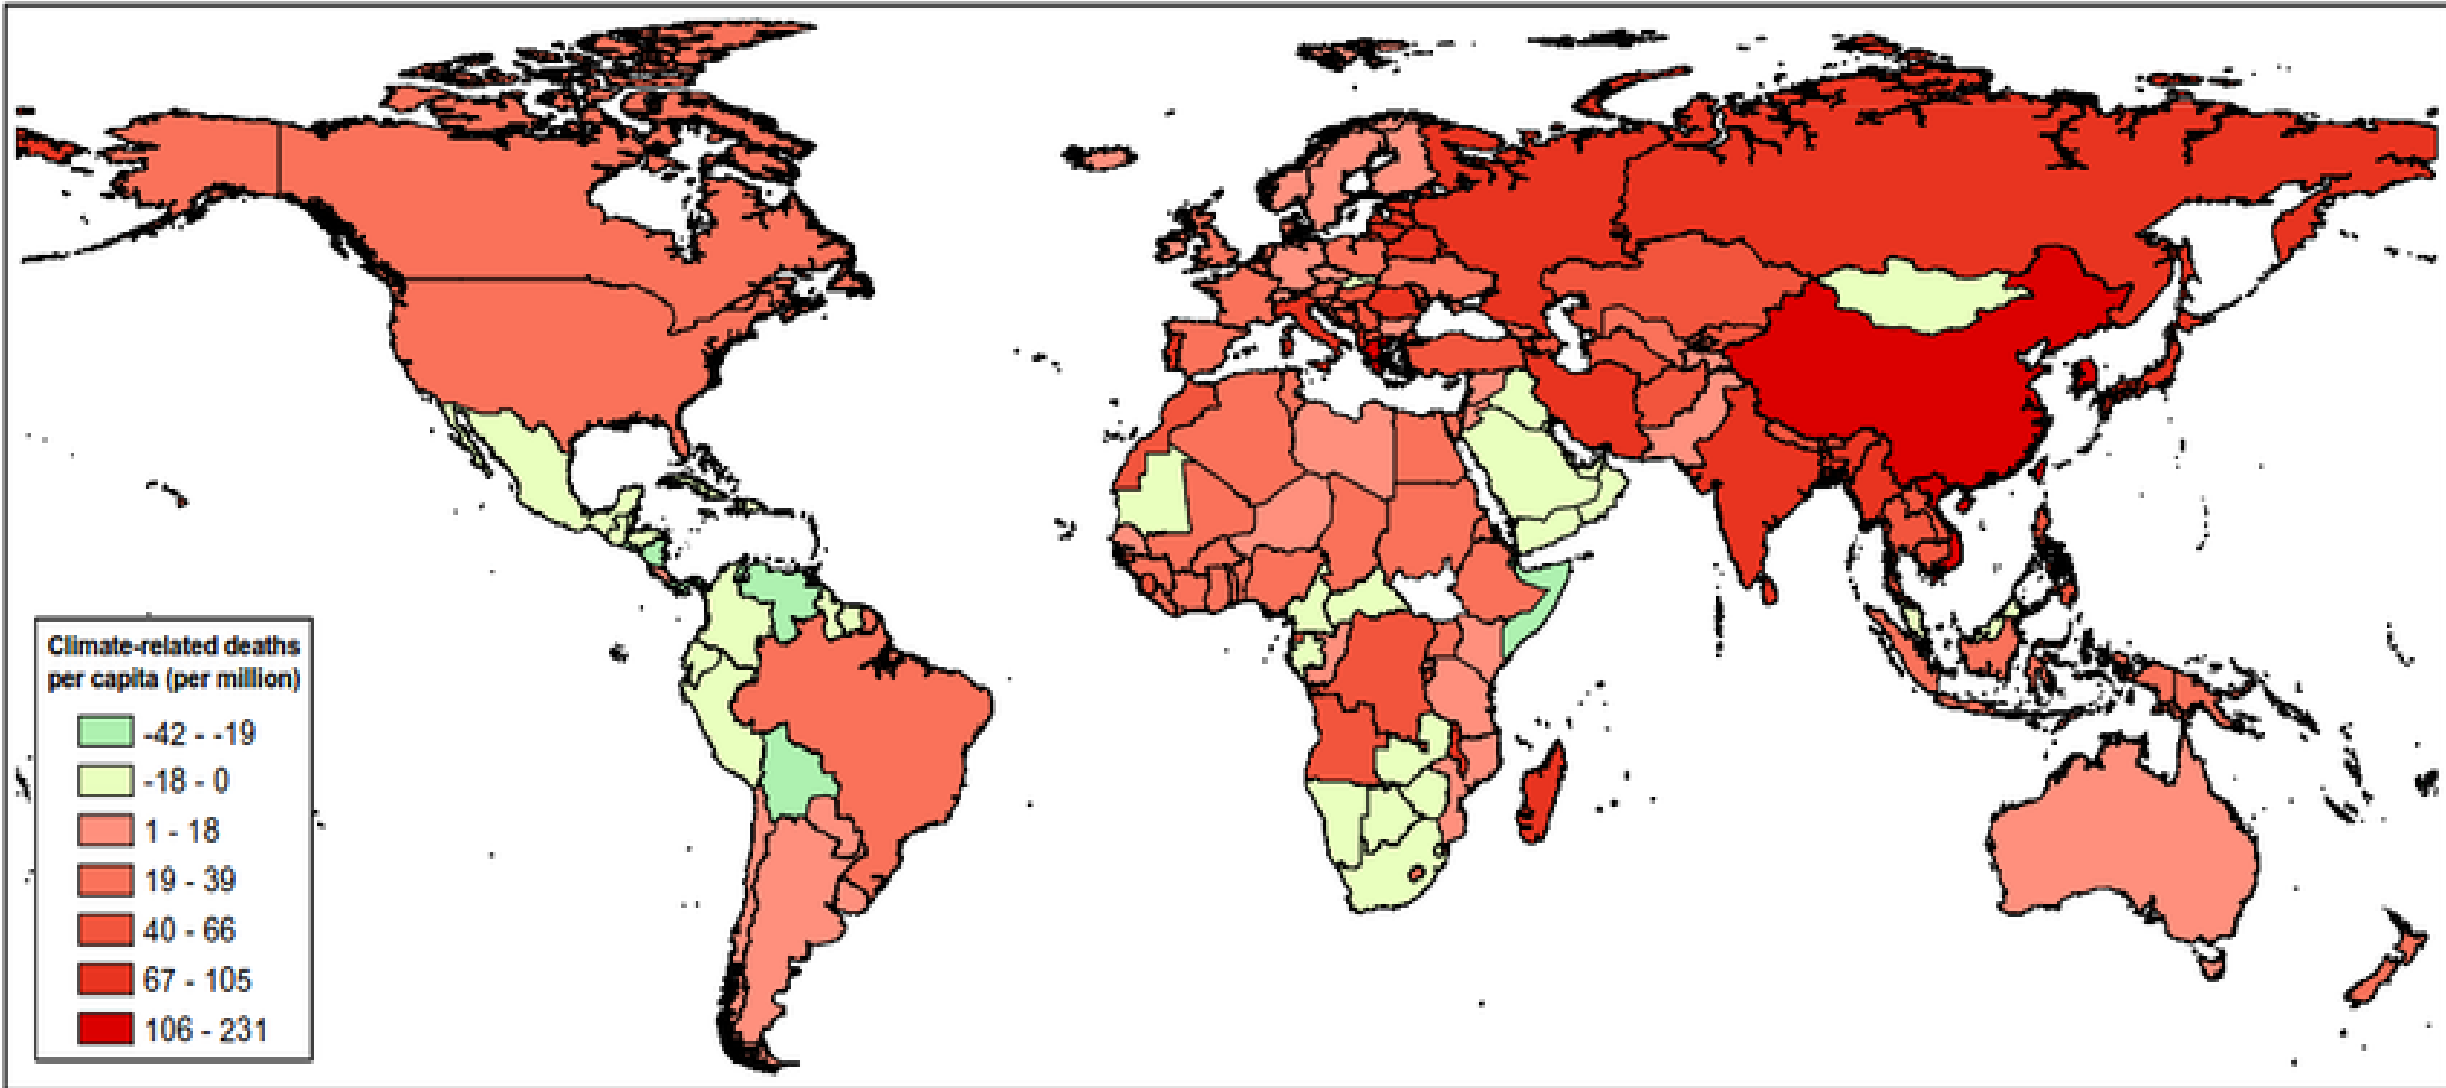 Climate-related deaths
per capita (per million)
-42 - -19
-18 - 0
1 - 18
19 - 39
40 - 66
67 - 105
106 - 231